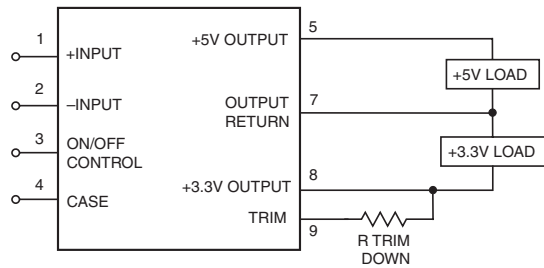 1
+INPUT
2
–INPUT
3
ON/OFF
CONTROL
4
CASE
+5V OUTPUT
5
OUTPUT
RETURN
7
+3.3V OUTPUT
8
TRIM
9
+5V LOAD
+3.3V LOAD
R TRIM
DOWN